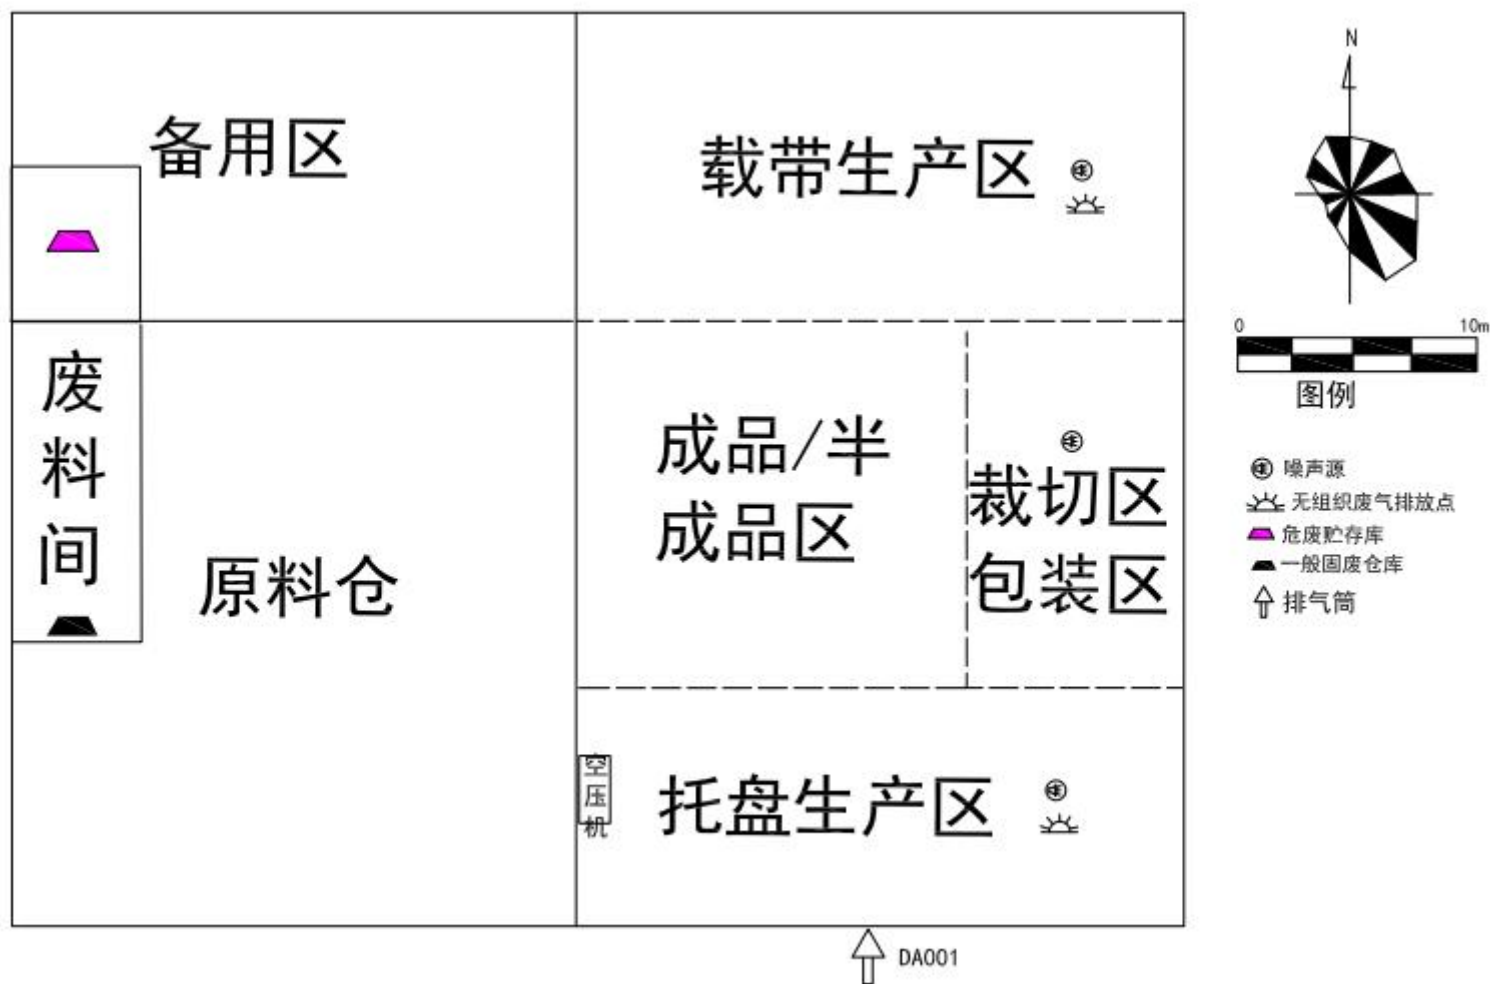 备用区
载带生产区
废
料
间
原料仓
成品/半
成品区
裁切区
包装区
空
压
机
托盘生产区
DA001
N
0 10m
图例
噪声源
无组织废气排放点
危废贮存库
一般固废仓库
排气筒